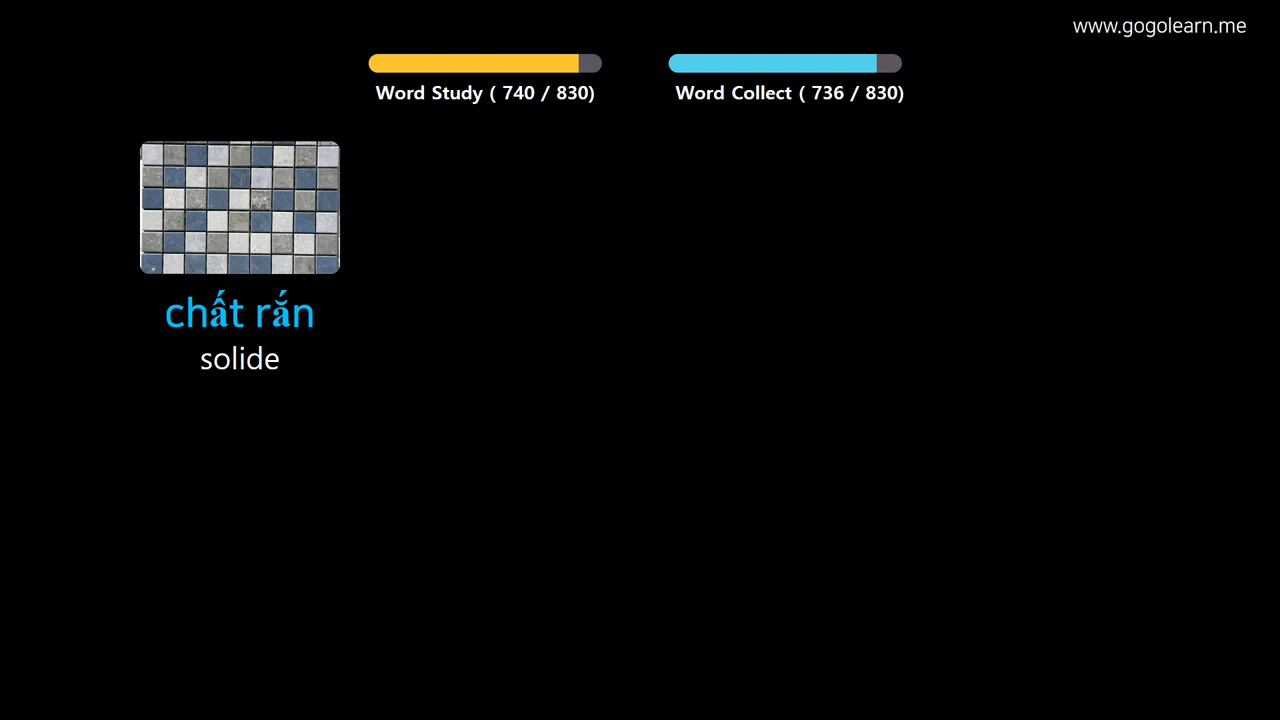 www.gogolearn.me
Word Study ( 740 / 830)
Word Collect ( 736 / 830)
chất rắn
solide